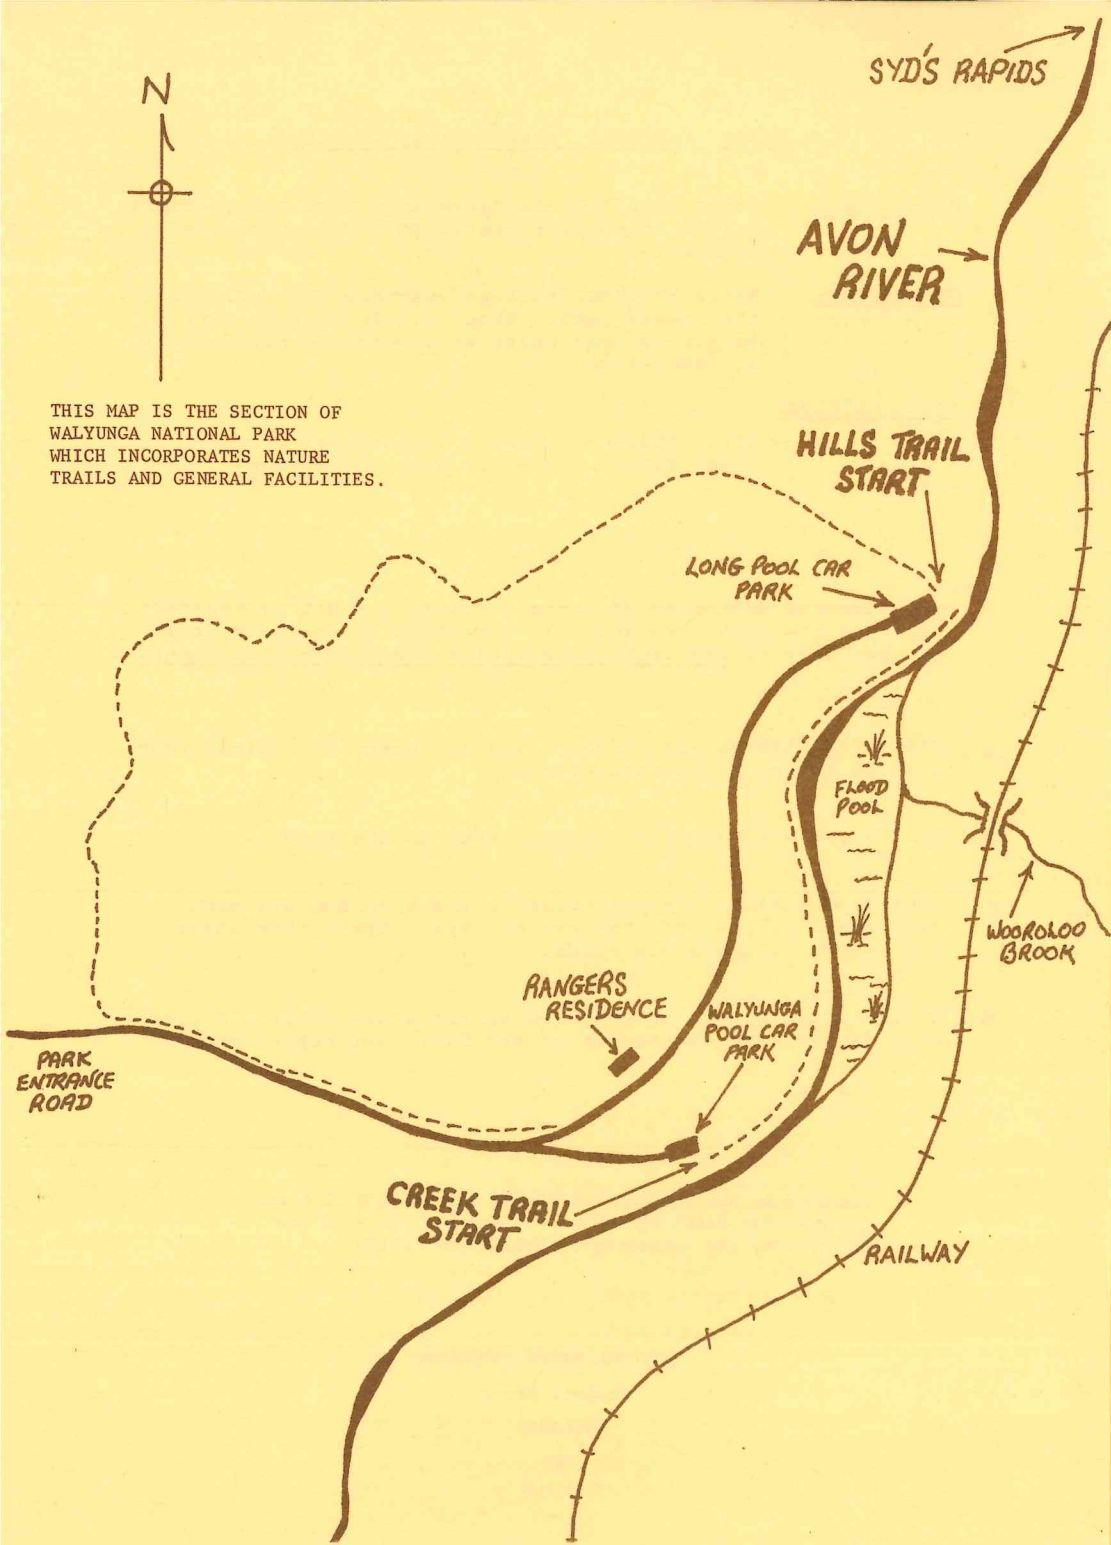 N
SYD'S RAPIDS
AVON
RIVER
THIS MAP IS THE SECTION OF
WALYUNGA NATIONAL PARK
WHICH INCORPORATES NATURE
TRAILS AND GENERAL FACILITIES.
HILLS TRAIL
START
LONG POOL CAR
PARK
FLOOD
POOL
WOOROLOO
BROOK
RANGERS
RESIDENCE
WALYUNGA
POOL CAR
PARK
PARK
ENTRANCE
ROAD
CREEK TRAIL
START
RAILWAY